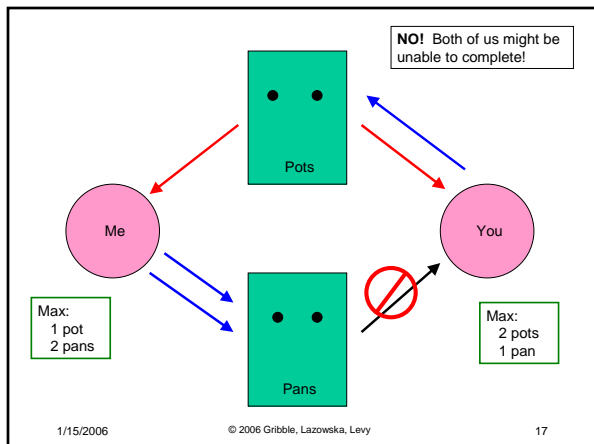 NO! Both of us might be
unable to complete!
Pots
Me
You
Max:
1 pot
2 pans
Pans
Max:
2 pots
1 pan
1/15/2006
© 2006 Gribble, Lazowska, Levy
17